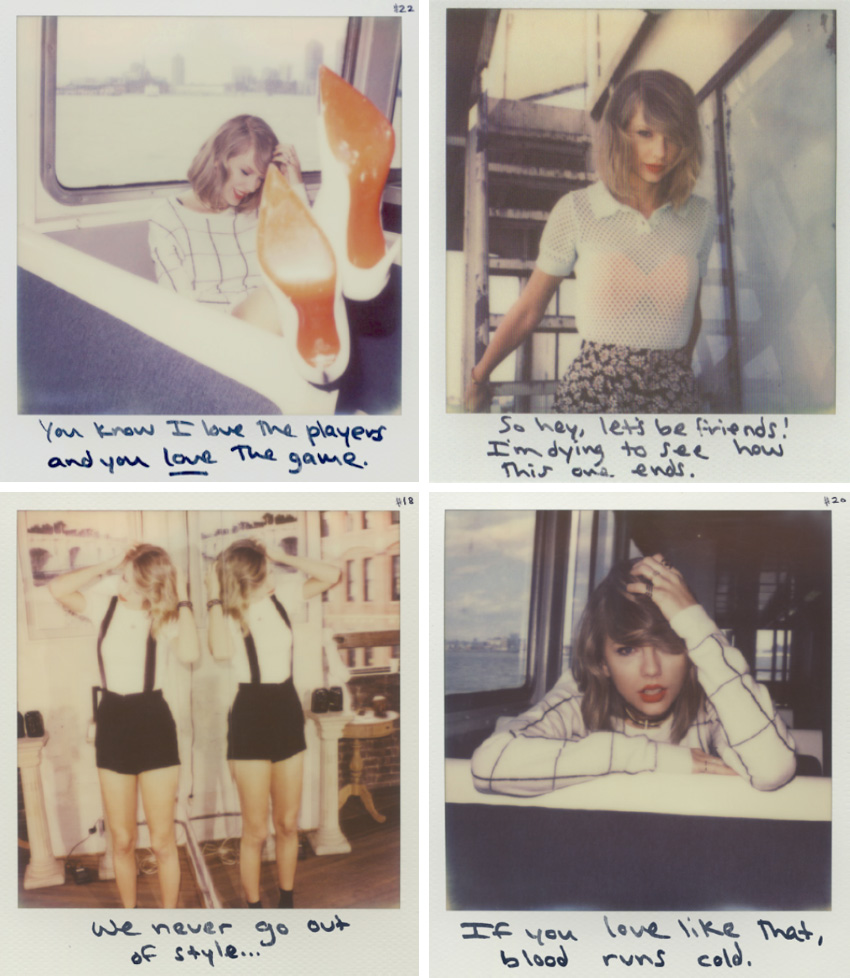 #22
You know I love the players
and you love the game.
So hey, let's be friends!
I'm dying to see how
this one ends.
#18
We never go out
of style...
#20
If you love like that,
blood runs cold.